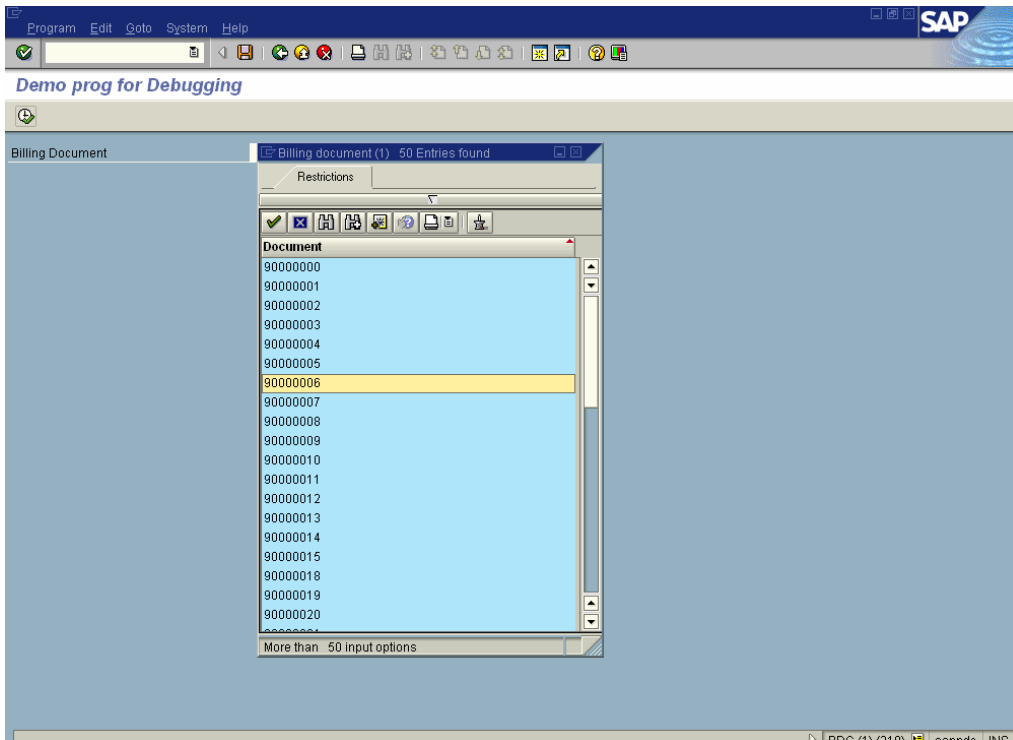 Program Edit Goto System Help
SAP
Demo prog for Debugging
Billing Document
Billing document (1) 50 Entries found
Restrictions
Document
90000000
90000001
90000002
90000003
90000004
90000005
90000006
90000007
90000008
90000009
90000010
90000011
90000012
90000013
90000014
90000015
90000018
90000019
90000020
More than 50 input options